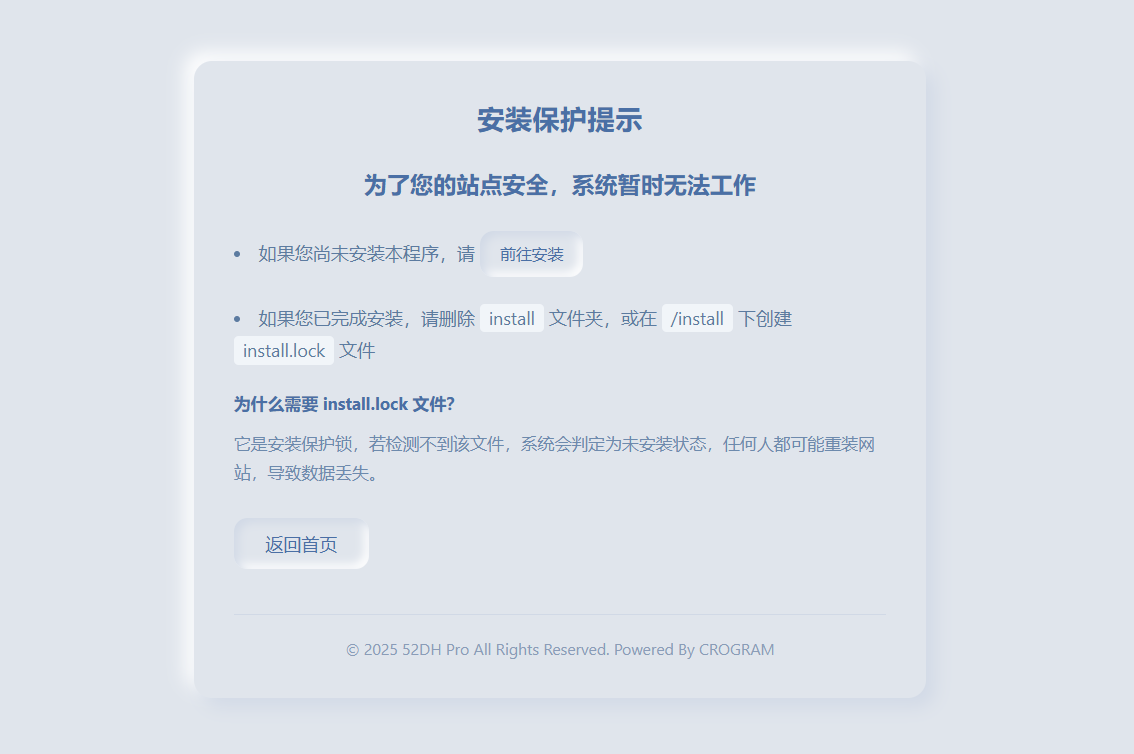 安装保护提示
为了您的站点安全，系统暂时无法工作
• 如果您尚未安装本程序，请 前往安装
• 如果您已完成安装，请删除 install 文件夹，或在 /install 下创建
install.lock 文件
为什么需要 install.lock 文件？
它是安装保护锁，若检测不到该文件，系统会判定为未安装状态，任何人都可能重装网
站，导致数据丢失。
返回首页
© 2025 52DH Pro All Rights Reserved. Powered By CROGRAM